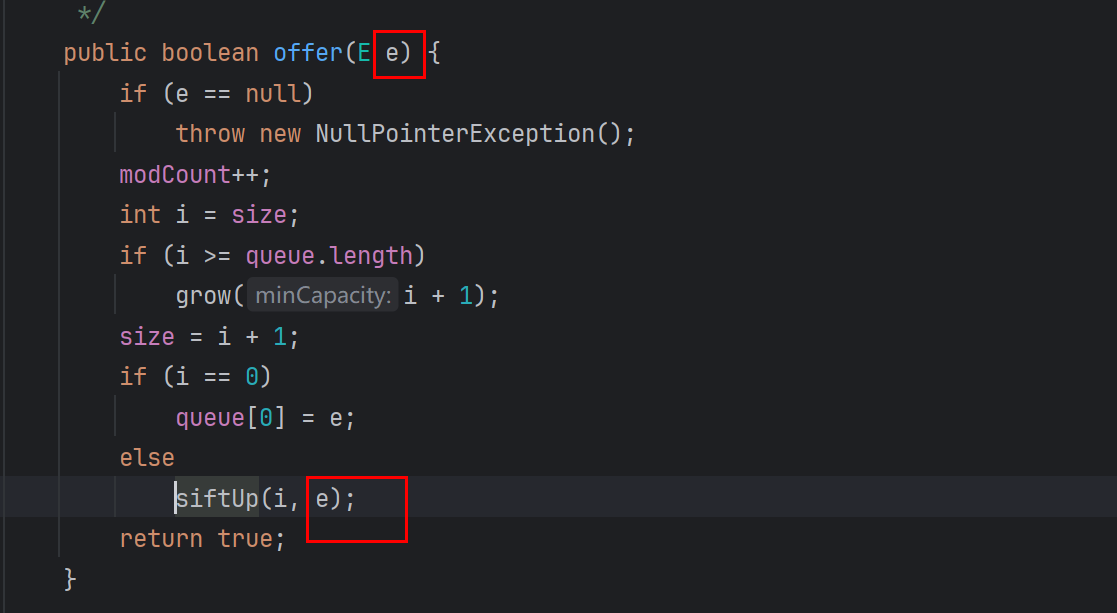 */
public boolean offer(E e) {
if (e == null)
throw new NullPointerException();
modCount++;
int i = size;
if (i >= queue.length)
grow( minCapacity: i + 1);
size = i + 1;
if (i == 0)
queue[0] = e;
else
siftUp(i, e);
return true;
}